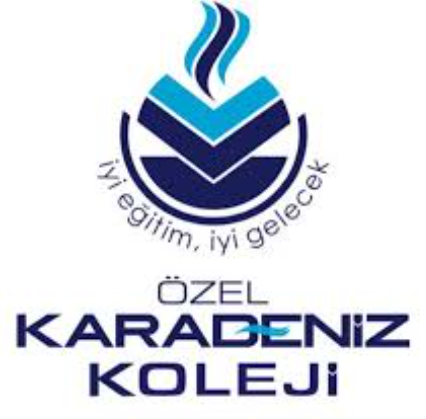 iyi eğitim, iyi gelecek
ÖZEL
KARADENİZ
KOLEJİ